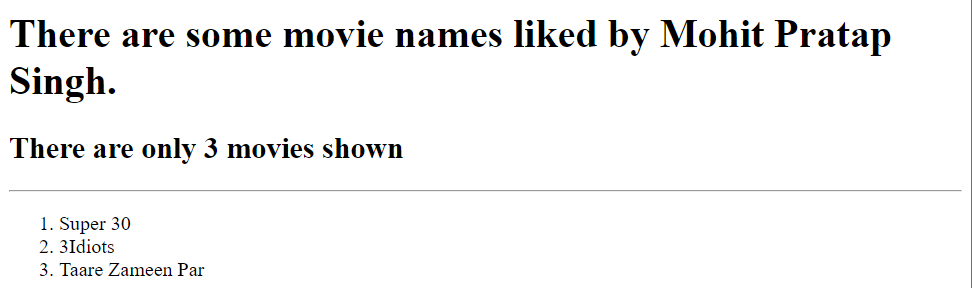 There are some movie names liked by Mohit Pratap
Singh.
There are only 3 movies shown
1. Super 30
2. 3Idiots
3. Taare Zameen Par